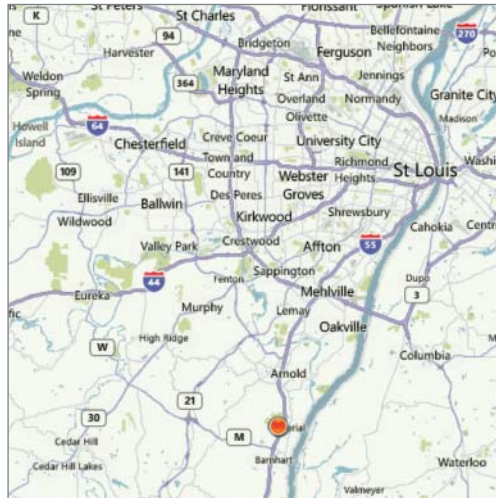 K
St Peters
St Charles
Florissant
Spanish Lake
94
Bridgeton
Bellefontaine
Neighbors
270
Harvester
Ferguson
Weldon
Spring
364
Maryland
Heights
St Ann
Jennings
Granite City
Overland
Normandy
Madison
Howell
Island
64
Olivette
Creve Coeur
University City
Chesterfield
Town and
Country
Richmond
Heights
St Louis
109
141
Webster
Groves
Ellisville
Ballwin
Des Peres
Wildwood
Kirkwood
Shrewsbury
Cahokia
Valley Park
Crestwood
Affton
55
44
Fenton
Sappington
Dupo
Eureka
Mehlville
3
Murphy
Lemay
Oakville
W
High Ridge
Columbia
Arnold
30
21
Cedar Hill
M
Barnhart
Cedar Hill Lakes
Waterloo
Valmeyer